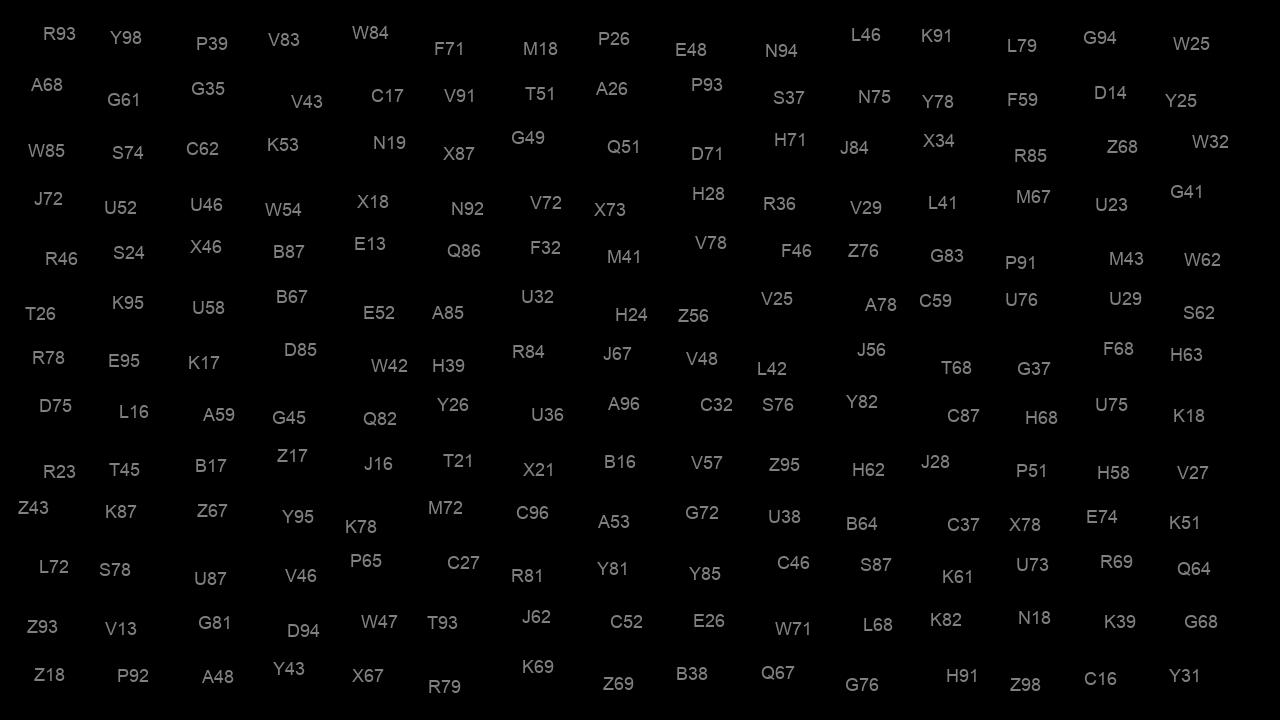 R93 Y98 P39 V83 W84 F71 M18 P26 E48 N94 L46 K91 L79 G94 W25
A68 G61 G35 V43 C17 V91 T51 A26 P93 S37 N75 Y78 F59 D14 Y25
W85 S74 C62 K53 N19 X87 G49 Q51 D71 H71 J84 X34 R85 Z68 W32
J72 U52 U46 W54 X18 N92 V72 X73 H28 R36 V29 L41 M67 U23 G41
R46 S24 X46 B87 E13 Q86 F32 M41 V78 F46 Z76 G83 P91 M43 W62
T26 K95 U58 B67 E52 A85 U32 H24 Z56 V25 A78 C59 U76 U29 S62
R78 E95 K17 D85 W42 H39 R84 J67 V48 L42 J56 T68 G37 F68 H63
D75 L16 A59 G45 Q82 Y26 U36 A96 C32 S76 Y82 C87 H68 U75 K18
R23 T45 B17 Z17 J16 T21 X21 B16 V57 Z95 H62 J28 P51 H58 V27
Z43 K87 Z67 Y95 K78 M72 C96 A53 G72 U38 B64 C37 X78 E74 K51
L72 S78 U87 V46 P65 C27 R81 Y81 Y85 C46 S87 K61 U73 R69 Q64
Z93 V13 G81 D94 W47 T93 J62 C52 E26 W71 L68 K82 N18 K39 G68
Z18 P92 A48 Y43 X67 R79 K69 Z69 B38 Q67 G76 H91 Z98 C16 Y31